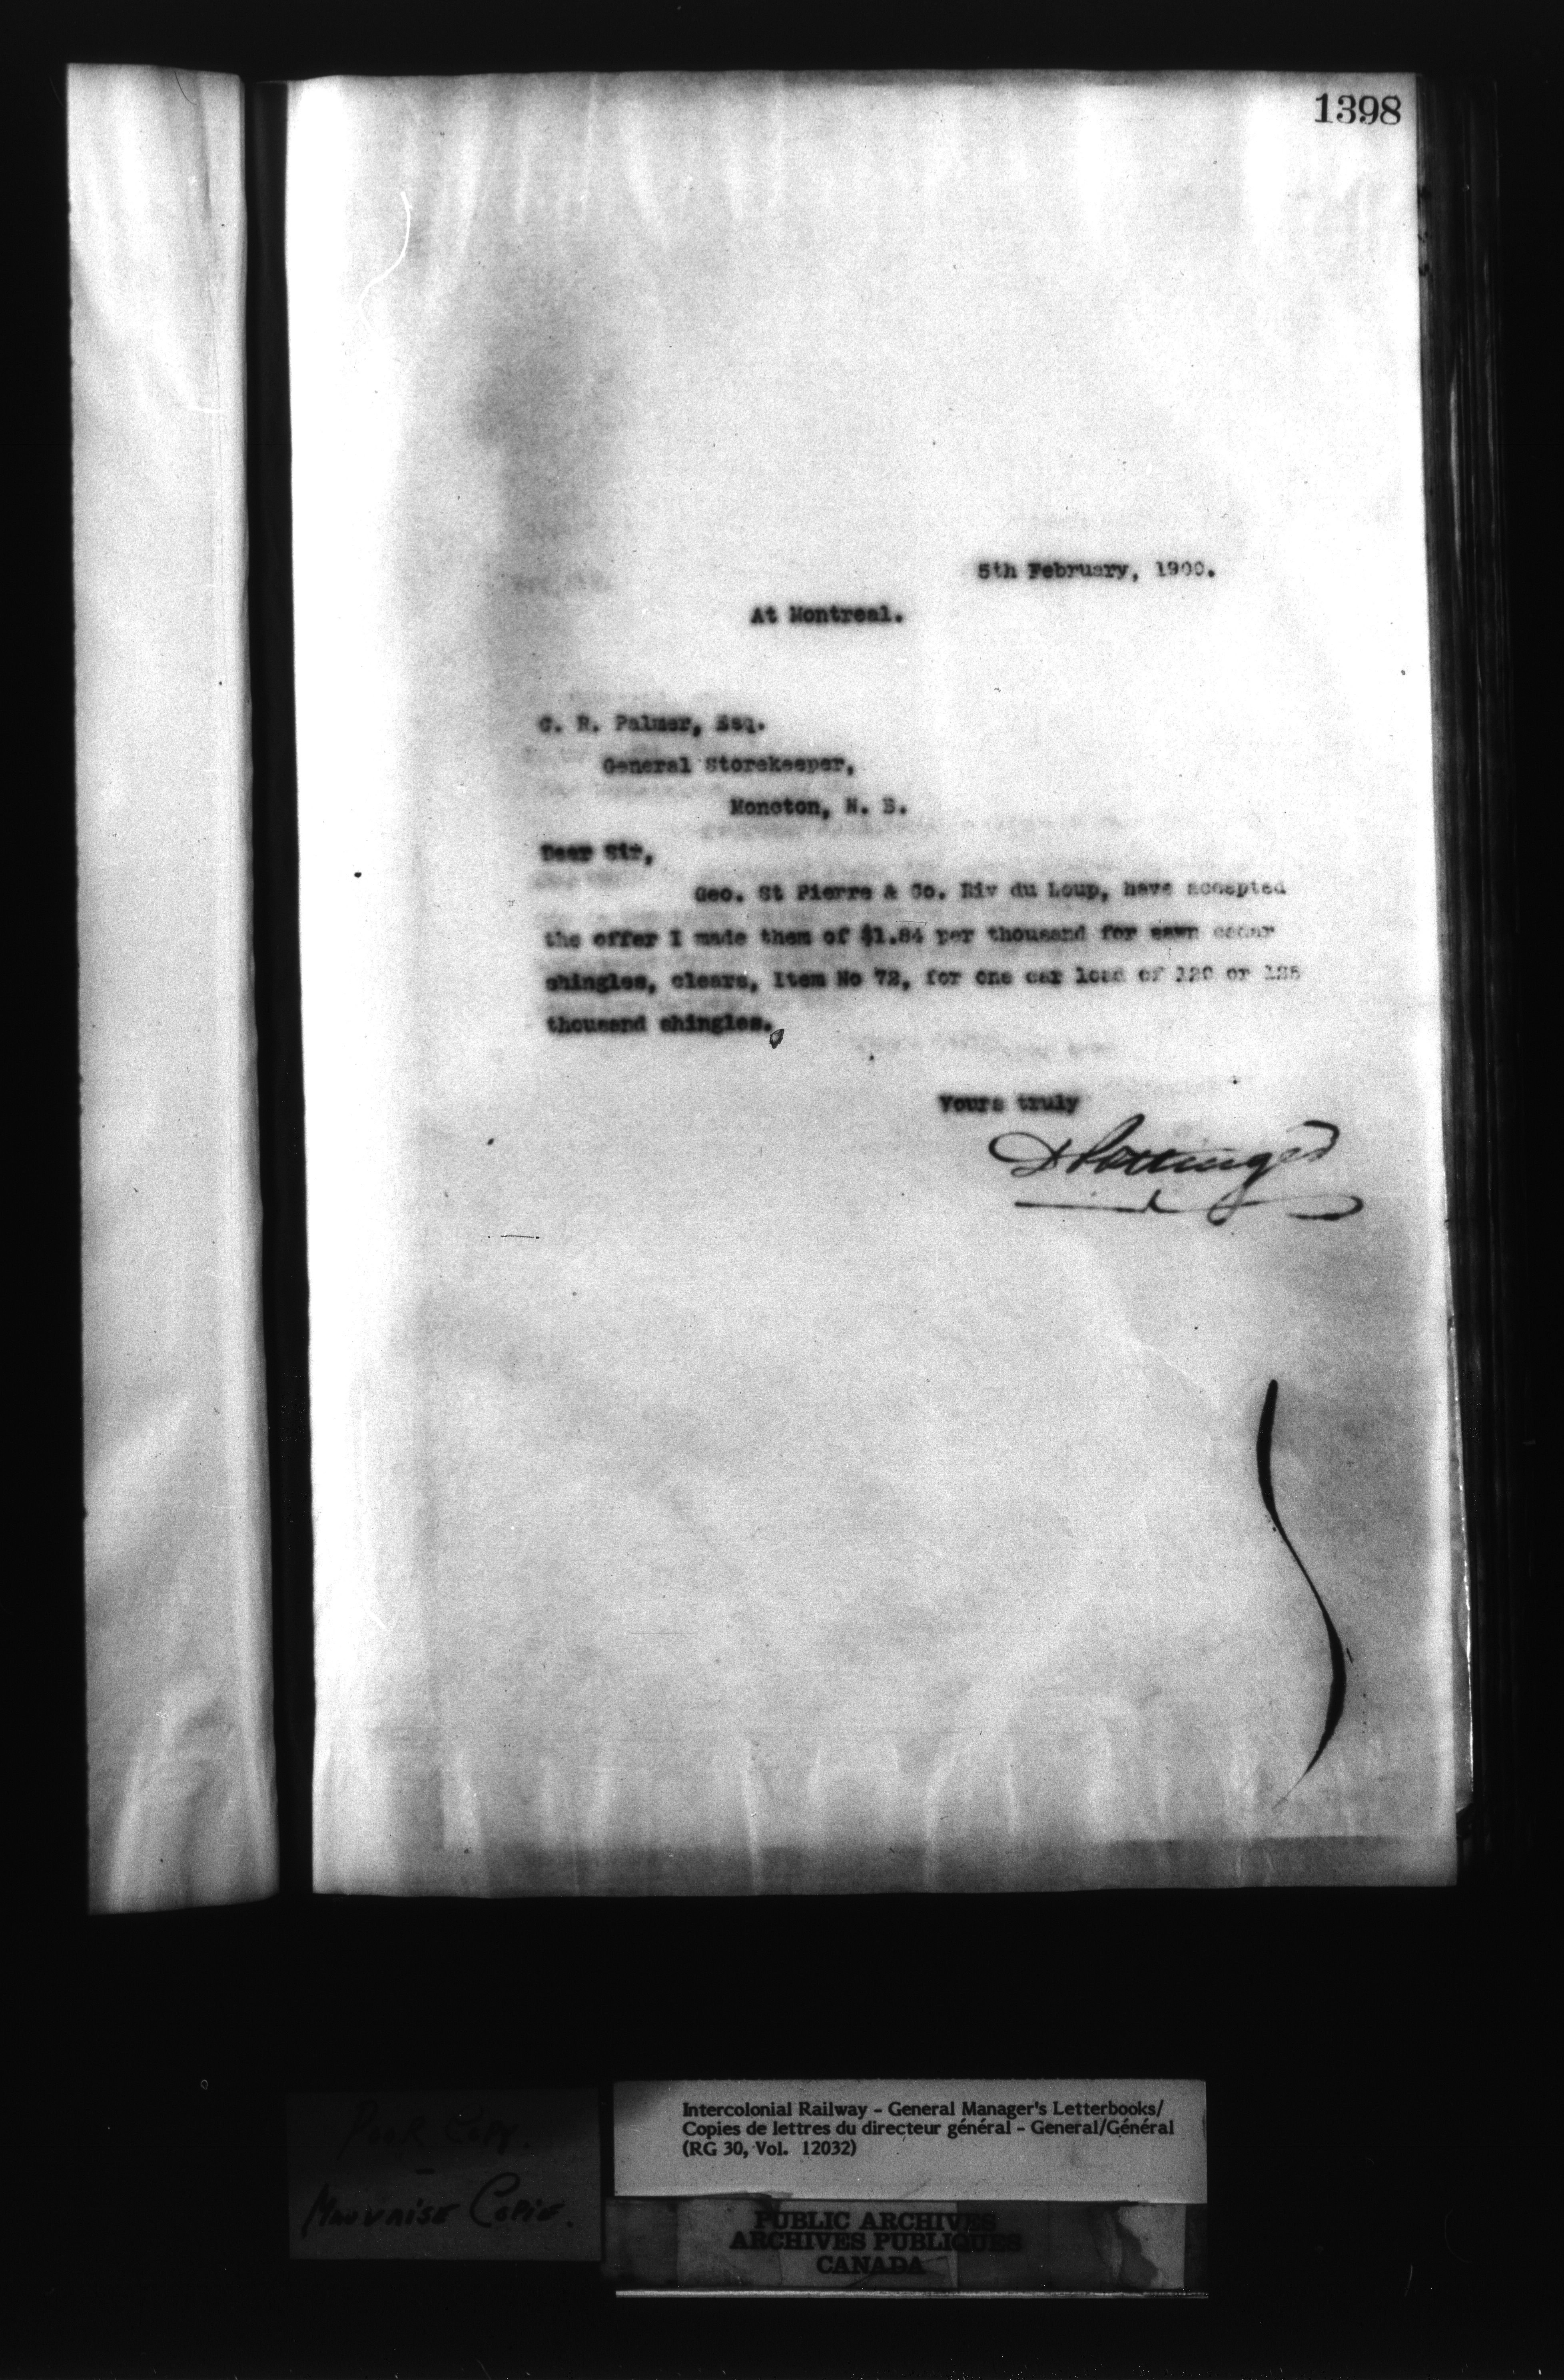 1398
5th February, 1900.
At Montreal.
C. R. Palmer, Esq.
General Storekeeper,
Moncton, N. B.
Dear Sir,
Geo. St Pierre & Co. Riv du Loup, have accepted
the offer I made them of $1.84 per thousand for sawn cedar
shingles, clears, Item No 72, for one car load of 120 or 125
thousand shingles.
Yours truly
D Pottinger
Intercolonial Railway - General Manager's Letterbooks/
Copies de lettres du directeur général - General/Général
(RG 30, Vol. 12032)
Poor Copy.
Mauvaise Copie.
PUBLIC ARCHIVES
ARCHIVES PUBLIQUES
CANADA